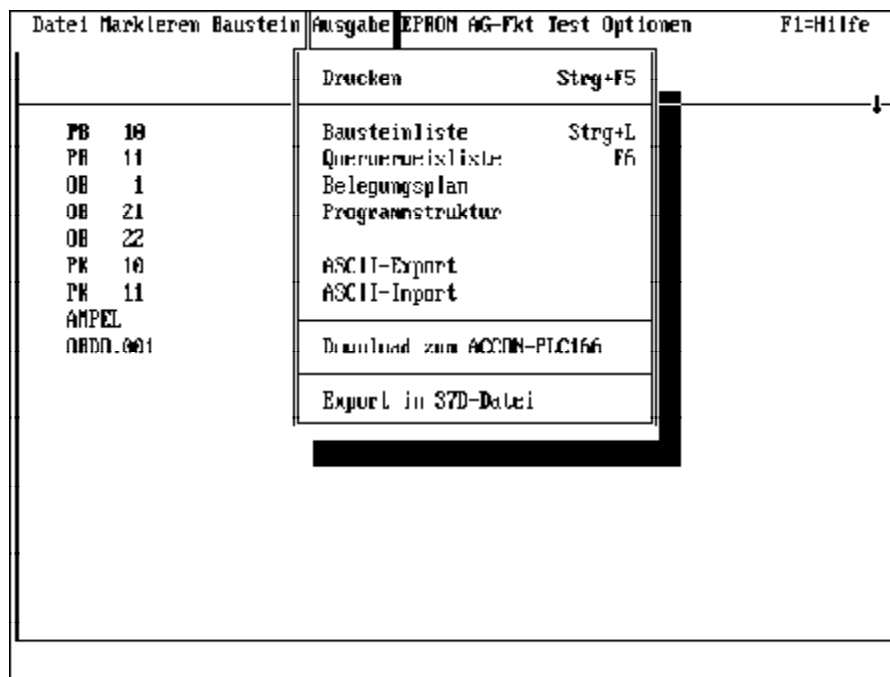 Datei Markieren Baustein Ausgabe EPROM AG-Fkt Test Optionen F1=Hilfe
Drucken Strg+F5
PB 10
Bausteinliste Strg+L
PB 11
Querverweisliste F6
OB 1
Belegungsplan
OB 21
Programmstruktur
OB 22
PK 10
ASCII-Export
PK 11
ASCII-Import
AMPEL
Download zum ACCON-PLC166
Export in S7D-Datei